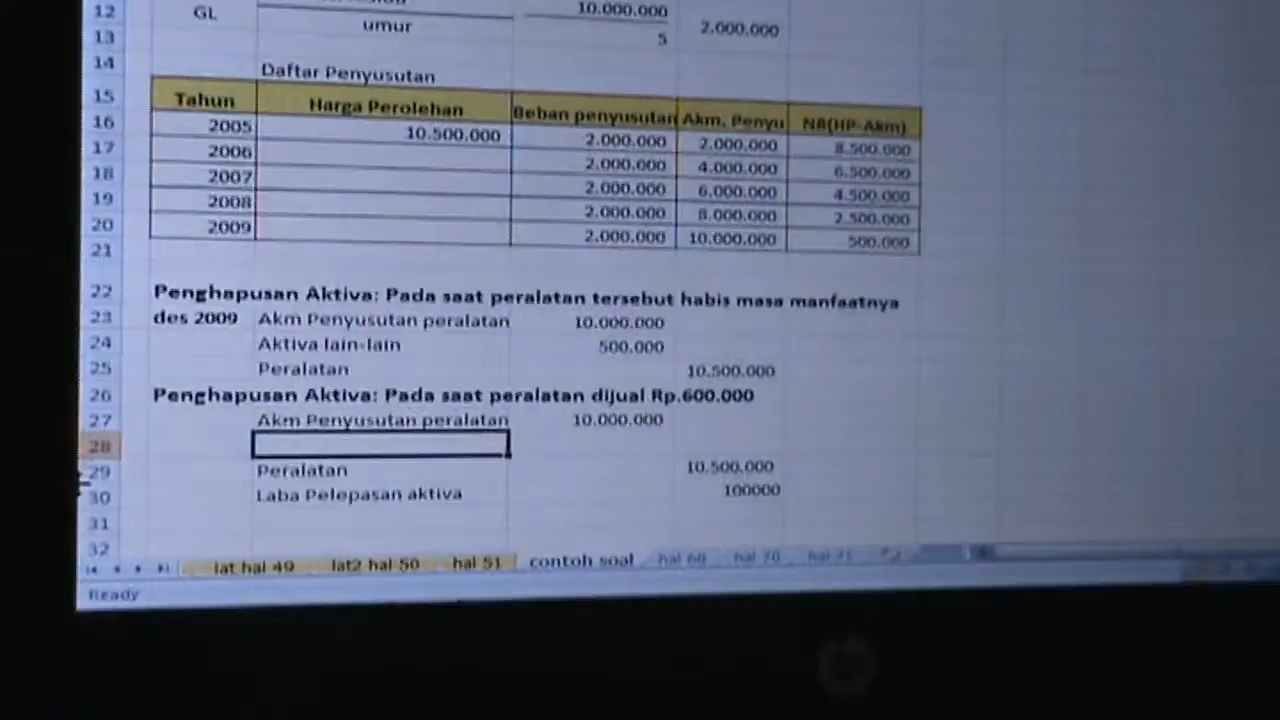 12 GL 10.000.000
umur 2.000.000
13 5
14 Daftar Penyusutan
15 Tahun Harga Perolehan Beban penyusutan Akm. Penyu NB(HP-Akm)
16 2005 10.500.000 2.000.000 2.000.000 8.500.000
17 2006 2.000.000 4.000.000 6.500.000
18 2007 2.000.000 6.000.000 4.500.000
19 2008 2.000.000 8.000.000 2.500.000
20 2009 2.000.000 10.000.000 500.000
21
22 Penghapusan Aktiva: Pada saat peralatan tersebut habis masa manfaatnya
23 des 2009 Akm Penyusutan peralatan 10.000.000
24 Aktiva lain-lain 500.000
25 Peralatan 10.500.000
26 Penghapusan Aktiva: Pada saat peralatan dijual Rp.600.000
27 Akm Penyusutan peralatan 10.000.000
28
29 Peralatan 10.500.000
30 Laba Pelepasan aktiva 100000
31
32
lat hal 49 lat2 hal 50 hal 51 contoh soal hal 68 hal 70 hal 71
Ready